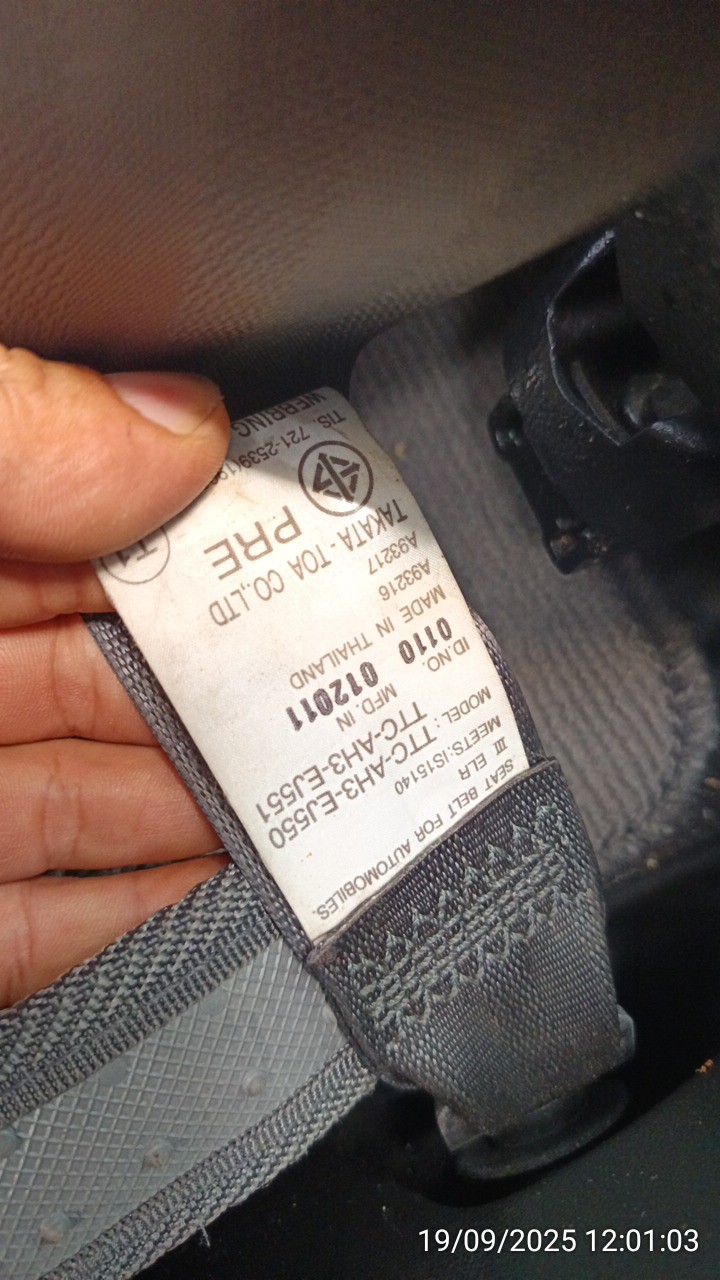 SEAT BELT FOR AUTOMOBILES.
III ELR
MEETS:IS15140
MODEL :
TTC-AH3-EJ550
TTC-AH3-EJ551
MFD. IN
ID.NO.
0110 012011
MADE IN THAILAND
A93216
A93217
TAKATA - TOA CO.,LTD
PRE
T1
TIS. 721-2539(19
WEBBING
19/09/2025 12:01:03